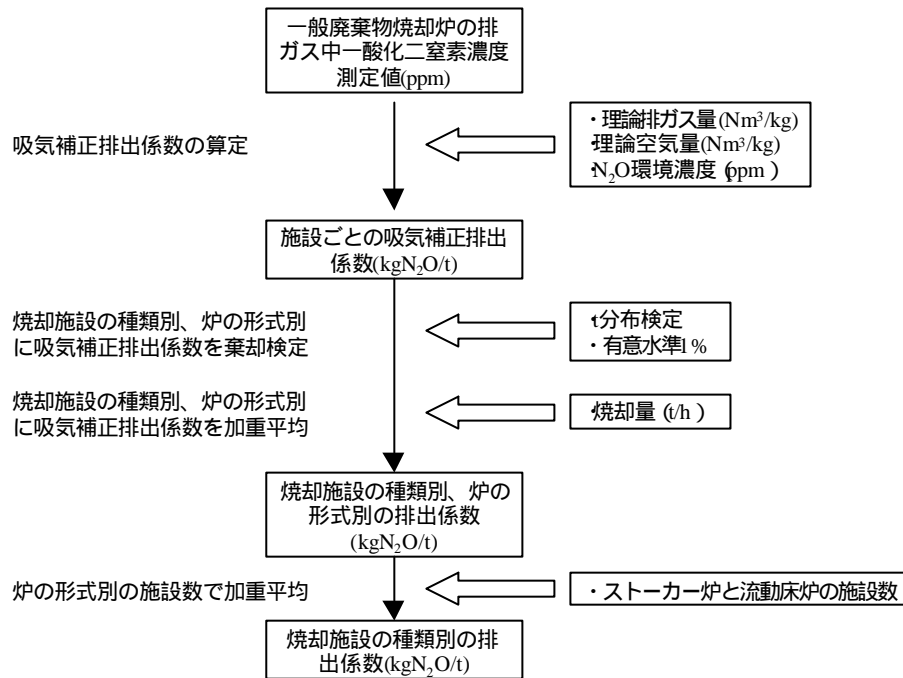 一般廃棄物焼却炉の排
ガス中一酸化二窒素濃度
測定値(ppm)
吸気補正排出係数の算定
・理論排ガス量(Nm³/kg)
・理論空気量(Nm³/kg)
・N₂O環境濃度(ppm)
施設ごとの吸気補正排出
係数(kgN₂O/t)
焼却施設の種類別、炉の形式別
に吸気補正排出係数を棄却検定
・t分布検定
・有意水準1%
焼却施設の種類別、炉の形式別
に吸気補正排出係数を加重平均
・焼却量(t/h)
焼却施設の種類別、炉の
形式別の排出係数
(kgN₂O/t)
炉の形式別の施設数で加重平均
・ストーカー炉と流動床炉の施設数
焼却施設の種類別の排
出係数(kgN₂O/t)